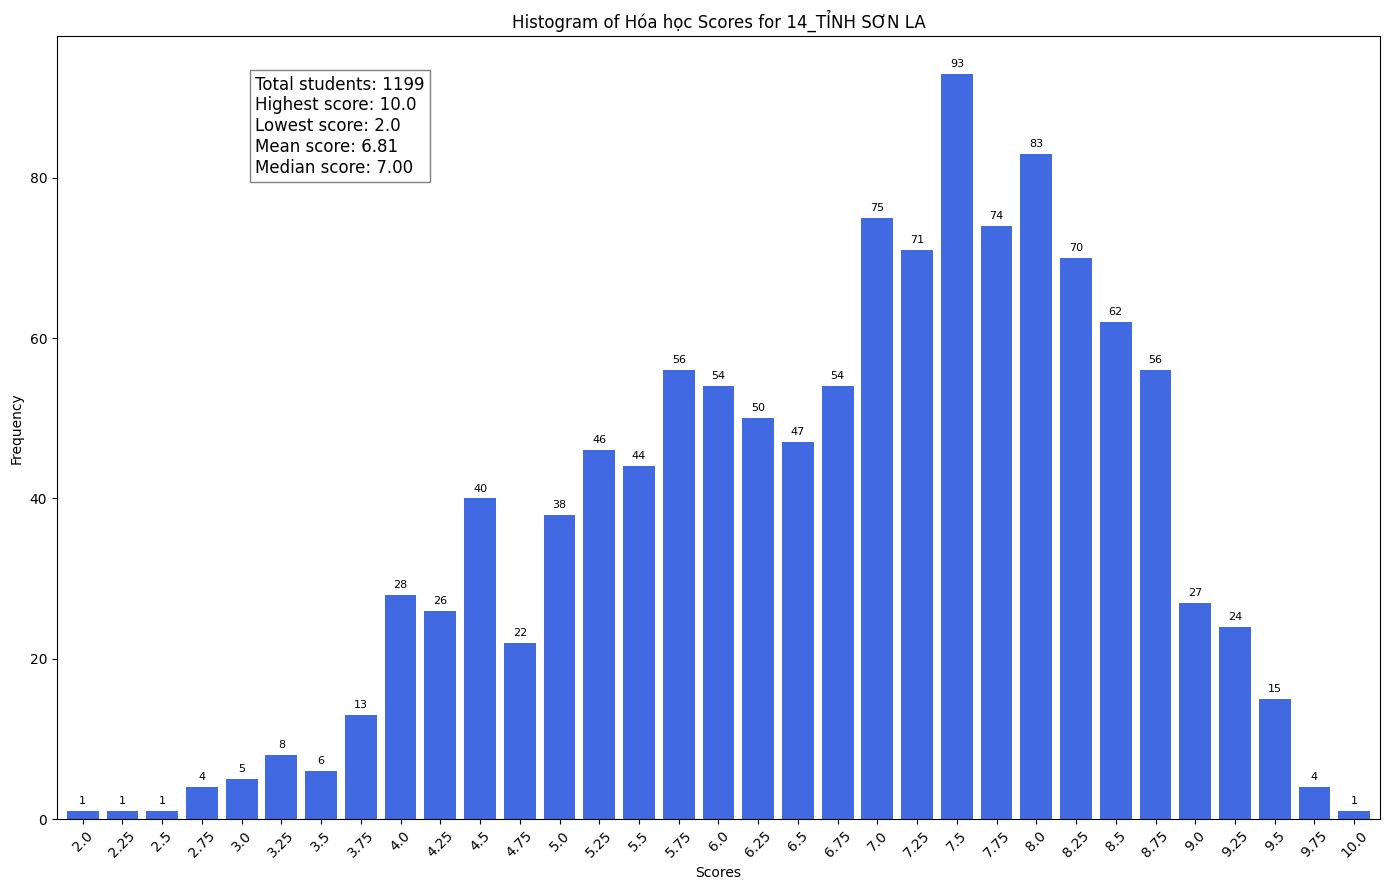 Histogram of Hóa học Scores for 14_TỈNH SƠN LA
Total students: 1199
Highest score: 10.0
Lowest score: 2.0
Mean score: 6.81
Median score: 7.00
Frequency
80
60
40
20
0
1 1 1 4 5 8 6 13 28 26 40 22 38 46 44 56 54 50 47 54 75 71 93 74 83 70 62 56 27 24 15 4 1
2.0 2.25 2.5 2.75 3.0 3.25 3.5 3.75 4.0 4.25 4.5 4.75 5.0 5.25 5.5 5.75 6.0 6.25 6.5 6.75 7.0 7.25 7.5 7.75 8.0 8.25 8.5 8.75 9.0 9.25 9.5 9.75 10.0
Scores